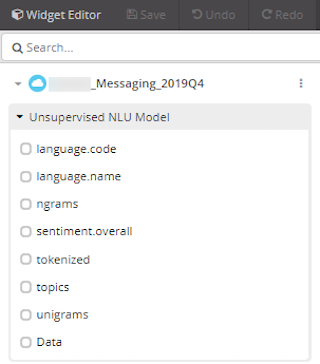 Widget Editor Save Undo Redo
Search...
_Messaging_2019Q4
Unsupervised NLU Model
language.code
language.name
ngrams
sentiment.overall
tokenized
topics
unigrams
Data